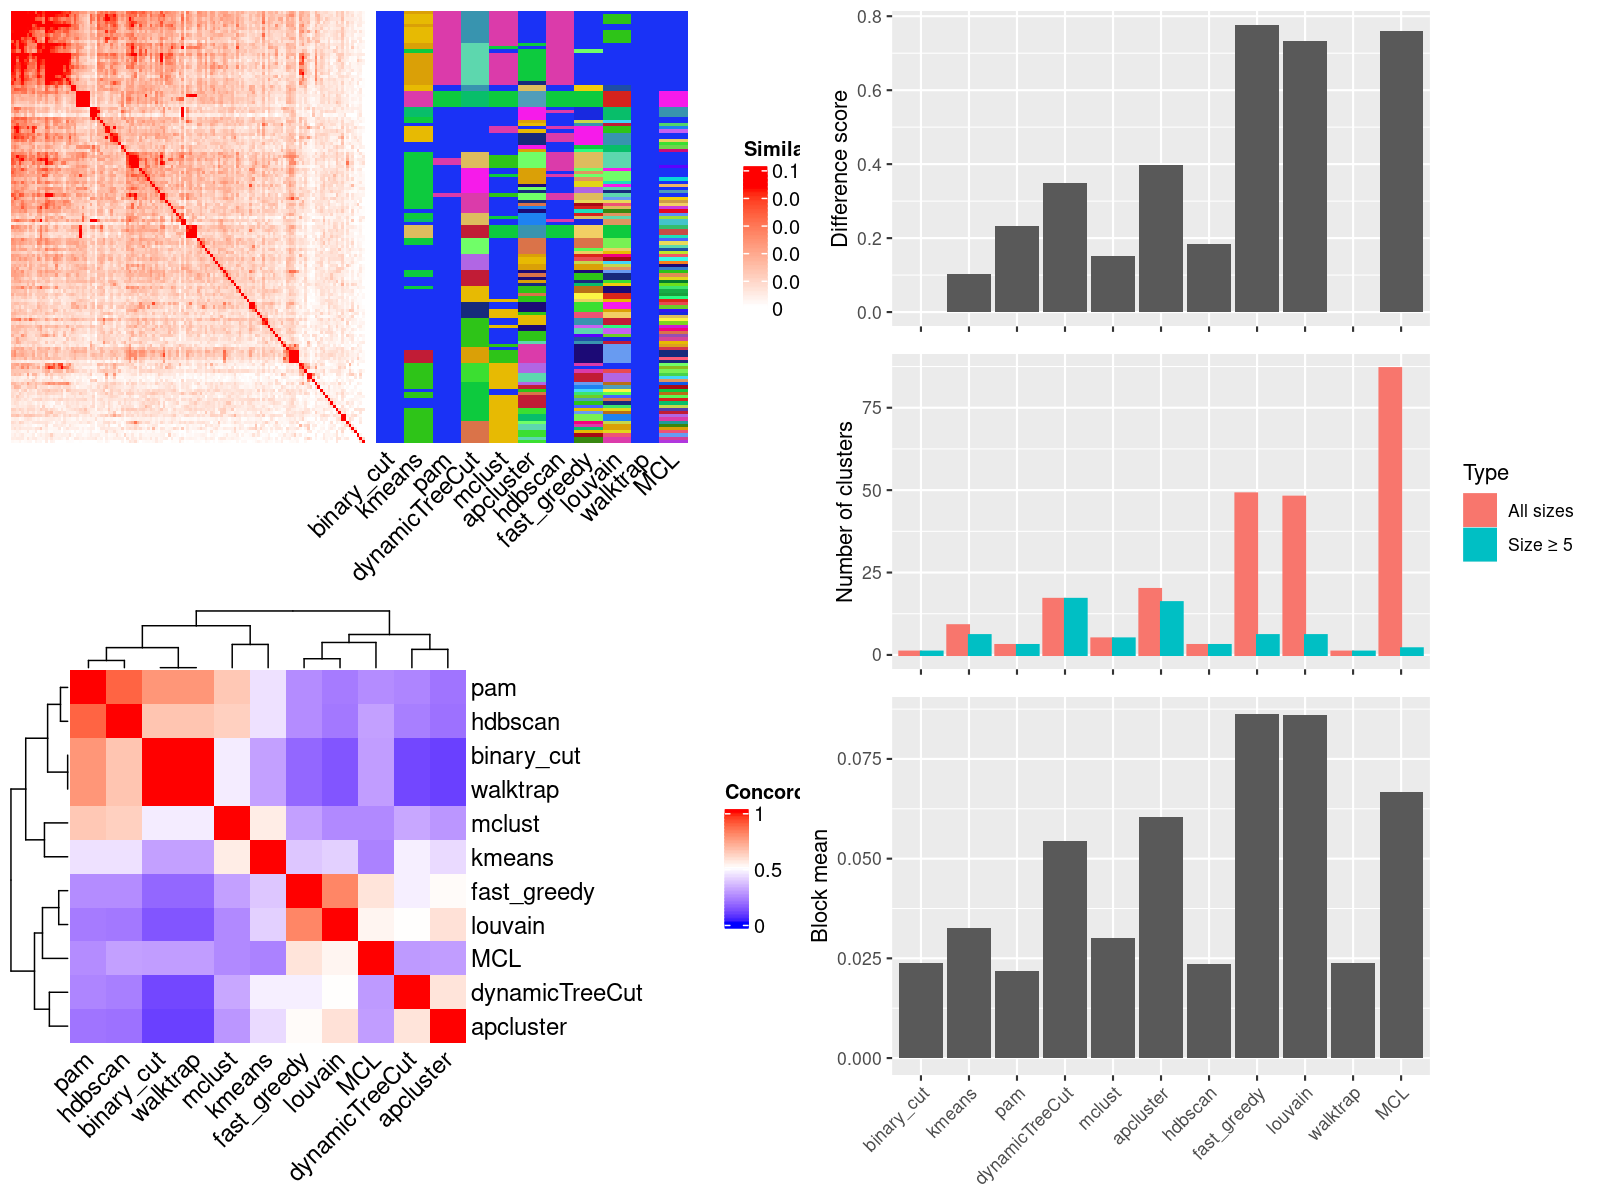 Simila
0.1
0.0
0.0
0.0
0.0
0
binary_cut
kmeans
pam
dynamicTreeCut
mclust
apcluster
hdbscan
fast_greedy
louvain
walktrap
MCL
pam
hdbscan
binary_cut
walktrap
mclust
kmeans
fast_greedy
louvain
MCL
dynamicTreeCut
apcluster
pam
hdbscan
binary_cut
walktrap
mclust
kmeans
fast_greedy
louvain
MCL
dynamicTreeCut
apcluster
Concord
1
0.5
0
Difference score
0.8
0.6
0.4
0.2
0.0
Number of clusters
75
50
25
0
Type
All sizes
Size ≥ 5
Block mean
0.075
0.050
0.025
0.000
binary_cut
kmeans
pam
dynamicTreeCut
mclust
apcluster
hdbscan
fast_greedy
louvain
walktrap
MCL